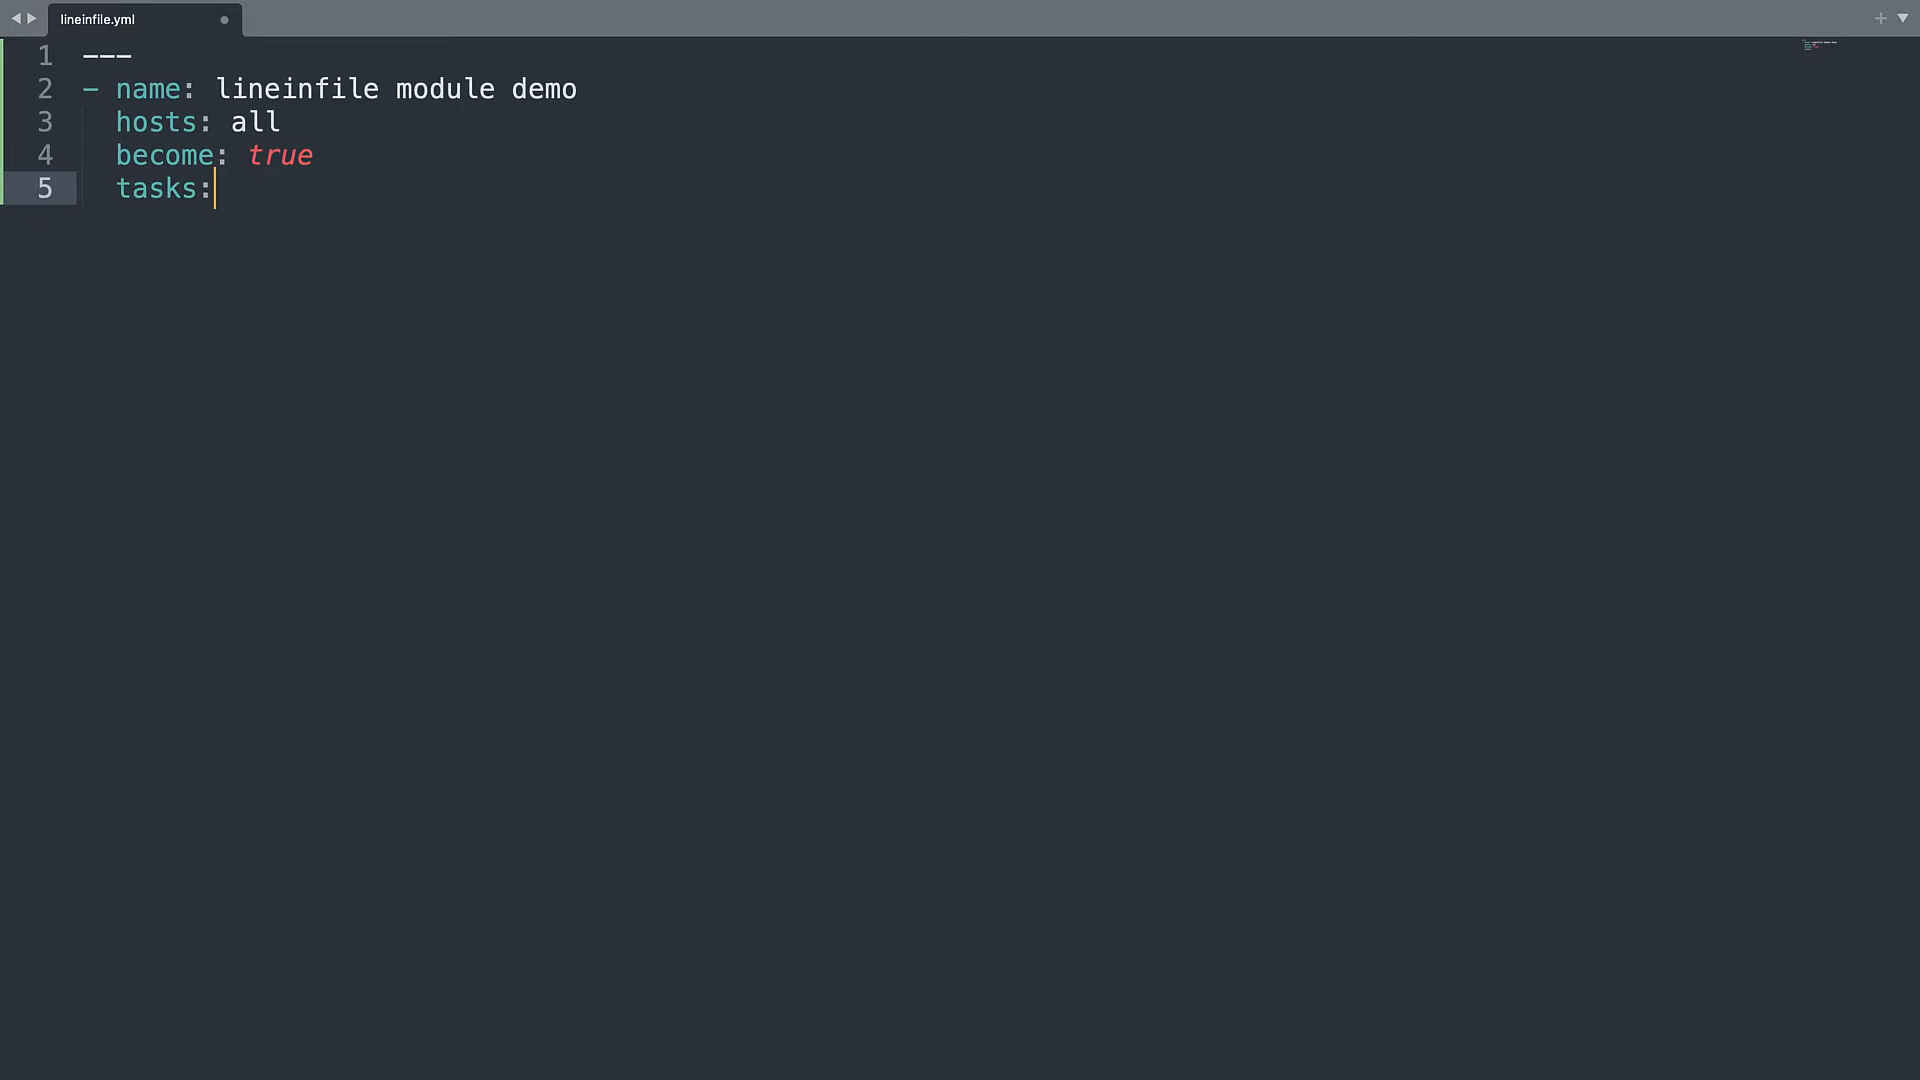 lineinfile.yml
1 ---
2 - name: lineinfile module demo
3   hosts: all
4   become: true
5   tasks: